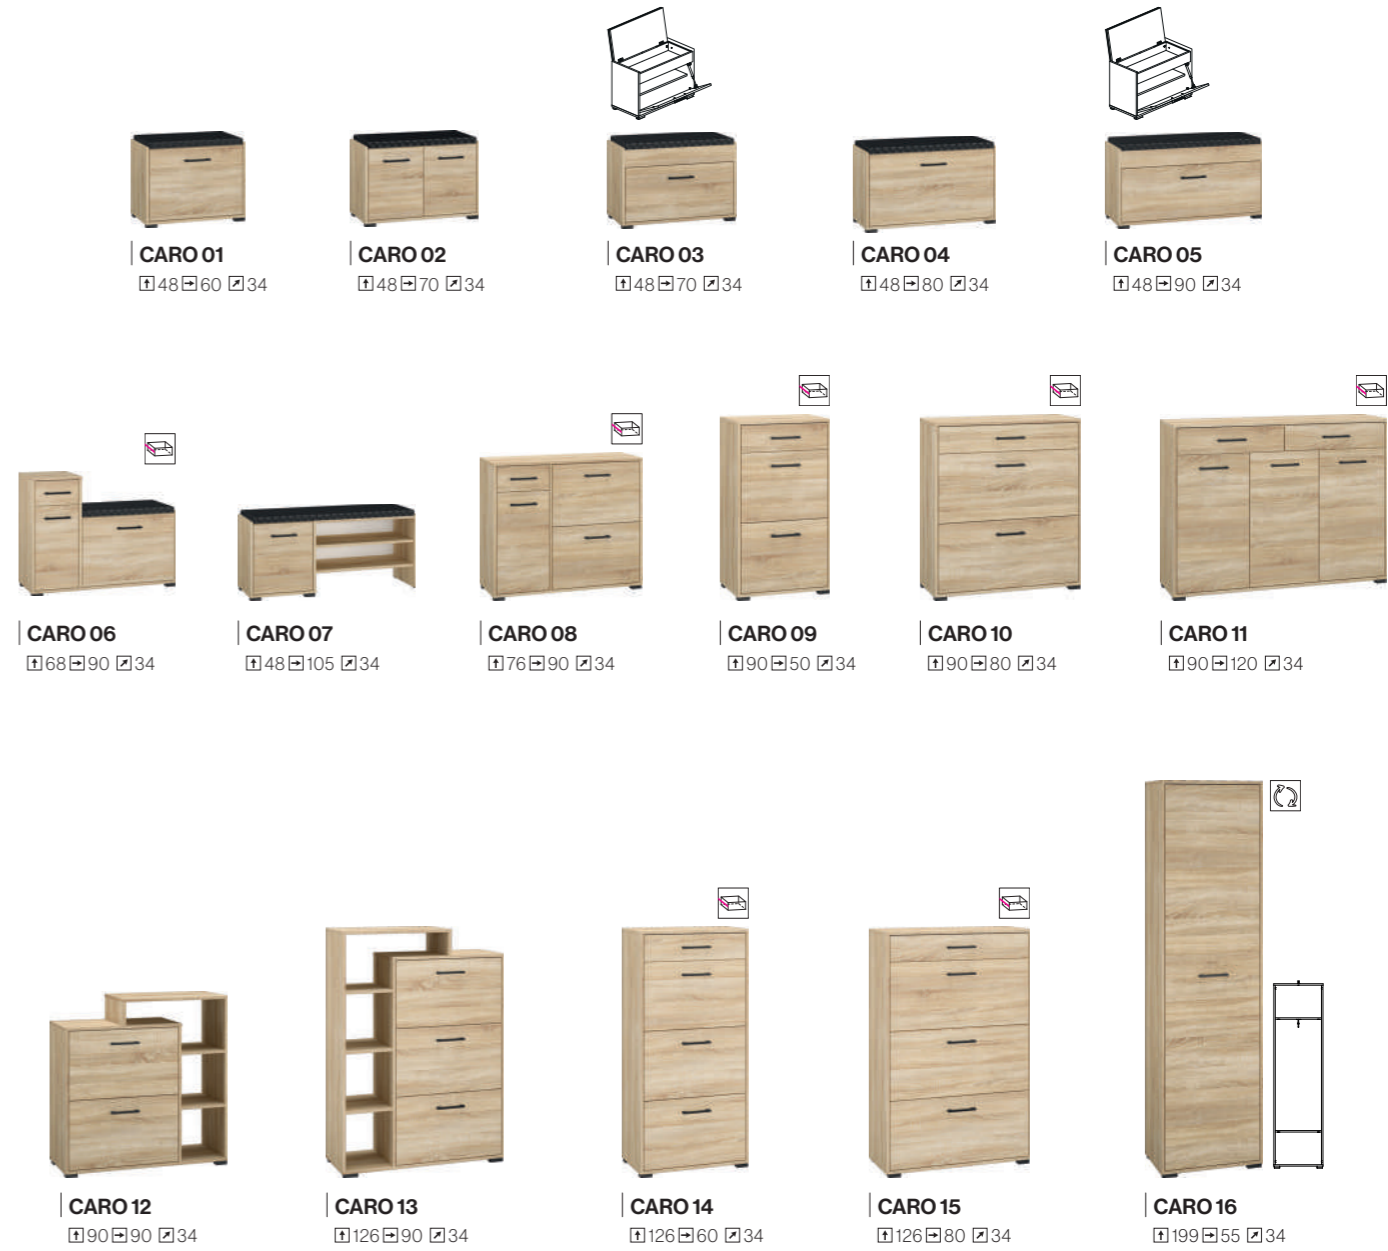 CARO 01
48 60 34
CARO 02
48 70 34
CARO 03
48 70 34
CARO 04
48 80 34
CARO 05
48 90 34
CARO 06
68 90 34
CARO 07
48 105 34
CARO 08
76 90 34
CARO 09
90 50 34
CARO 10
90 80 34
CARO 11
90 120 34
CARO 12
90 90 34
CARO 13
126 90 34
CARO 14
126 60 34
CARO 15
126 80 34
CARO 16
199 55 34